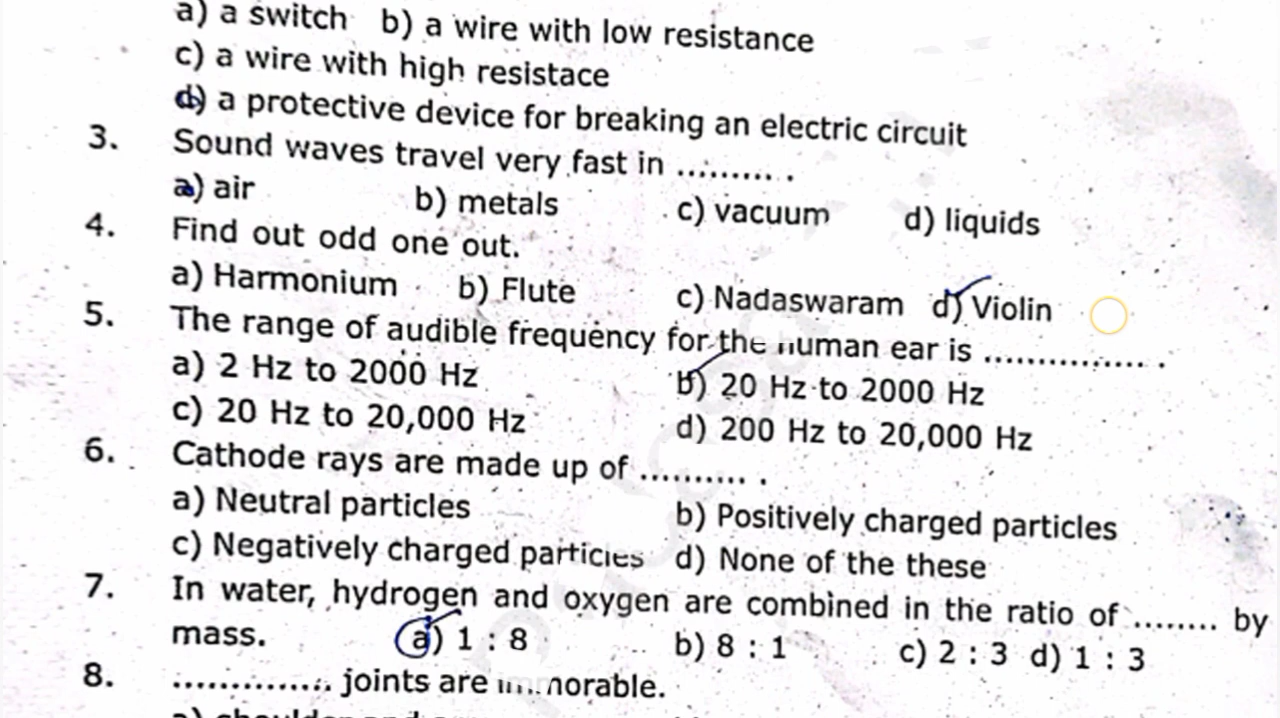 a) a switch b) a wire with low resistance
c) a wire with high resistace
d) a protective device for breaking an electric circuit
3. Sound waves travel very fast in .......... .
a) air b) metals c) vacuum d) liquids
4. Find out odd one out.
a) Harmonium b) Flute c) Nadaswaram d) Violin
5. The range of audible frequency for the human ear is ................. .
a) 2 Hz to 2000 Hz b) 20 Hz to 2000 Hz
c) 20 Hz to 20,000 Hz d) 200 Hz to 20,000 Hz
6. Cathode rays are made up of .......... .
a) Neutral particles b) Positively charged particles
c) Negatively charged particles d) None of the these
7. In water, hydrogen and oxygen are combined in the ratio of ........ by
mass. a) 1 : 8 b) 8 : 1 c) 2 : 3 d) 1 : 3
8. .............. joints are